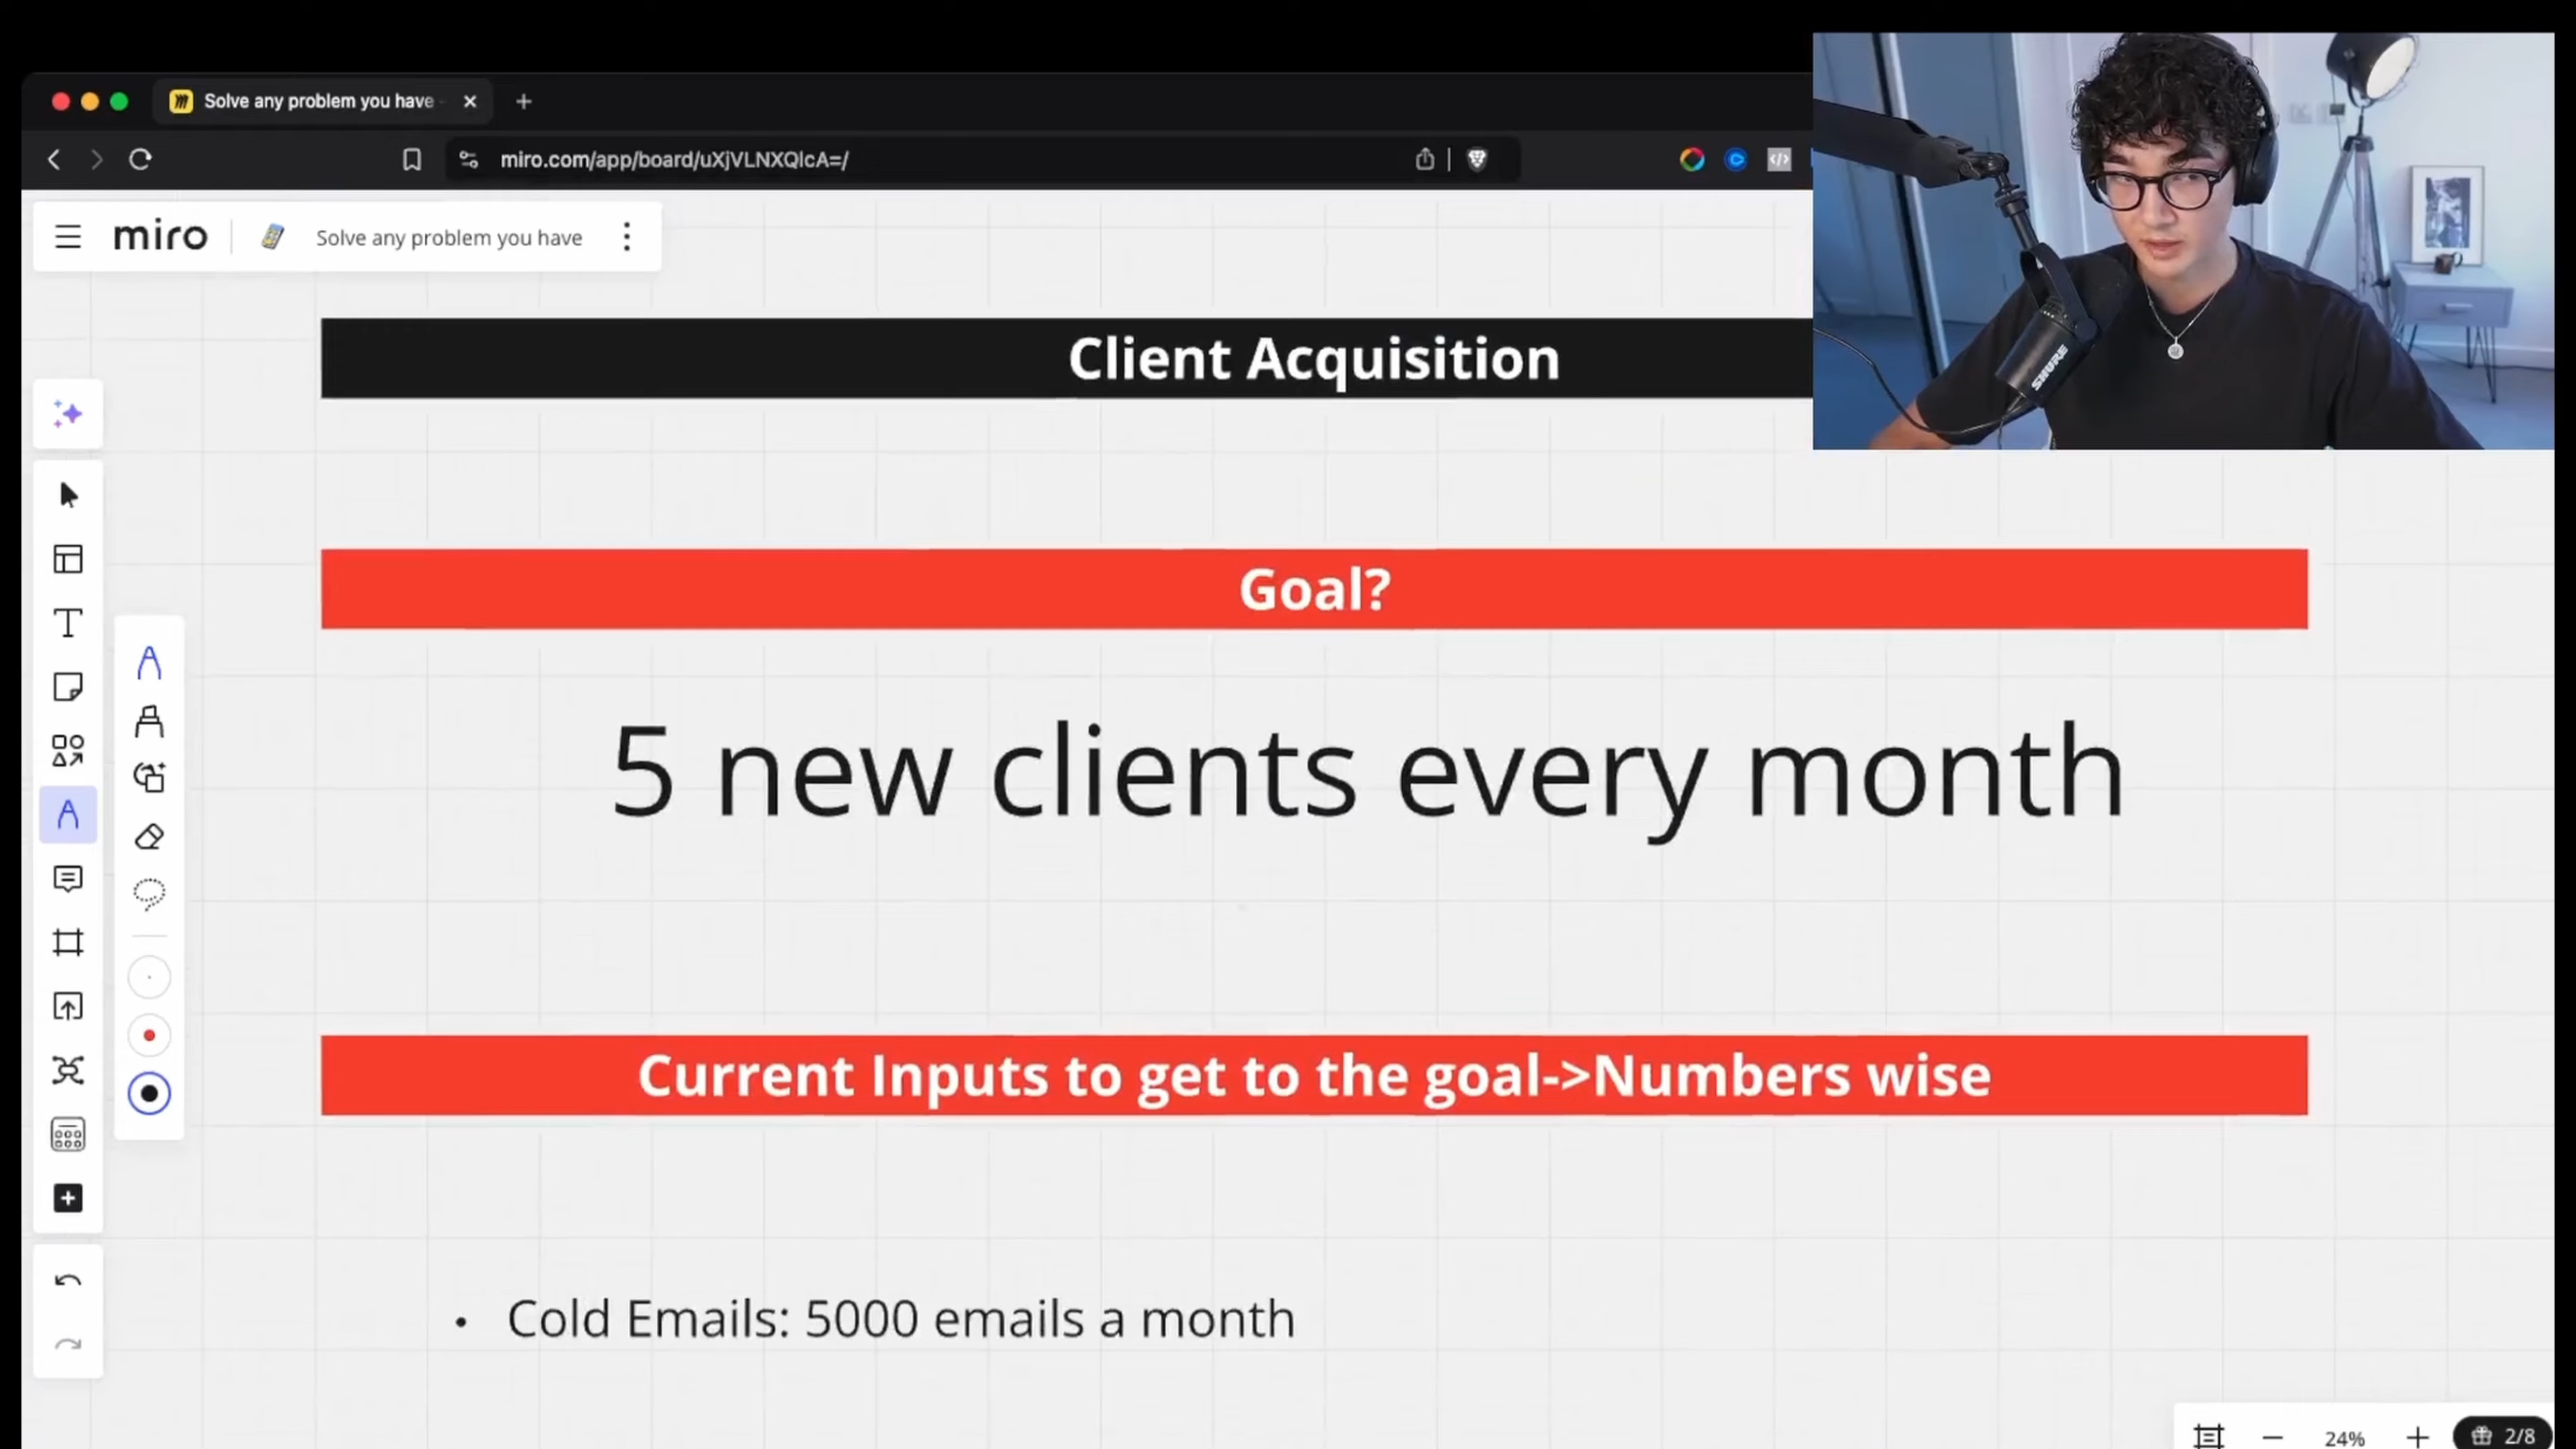 Solve any problem you have
miro.com/app/board/uXjVLNXQlcA=/
miro
Solve any problem you have
Client Acquisition
SHURE
Goal?
5 new clients every month
Current Inputs to get to the goal->Numbers wise
• Cold Emails: 5000 emails a month
24%
2/8